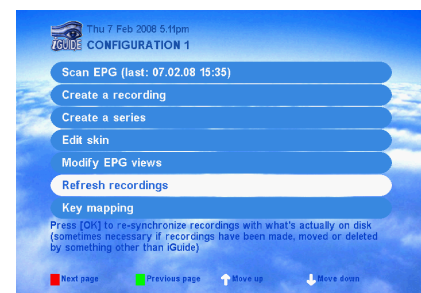 Thu 7 Feb 2008 5.11pm
iGUIDE CONFIGURATION 1
Scan EPG (last: 07.02.08 15:35)
Create a recording
Create a series
Edit skin
Modify EPG views
Refresh recordings
Key mapping
Press [OK] to re-synchronize recordings with what's actually on disk
(sometimes necessary if recordings have been made, moved or deleted
by something other than iGuide)
Next page Previous page Move up Move down